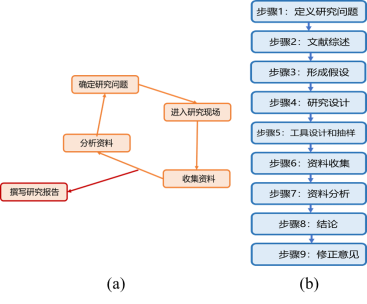 确定研究问题
进入研究现场
分析资料
收集资料
撰写研究报告
(a)
步骤1：定义研究问题
步骤2：文献综述
步骤3：形成假设
步骤4：研究设计
步骤5：工具设计和抽样
步骤6：资料收集
步骤7：资料分析
步骤8：结论
步骤9：修正意见
(b)